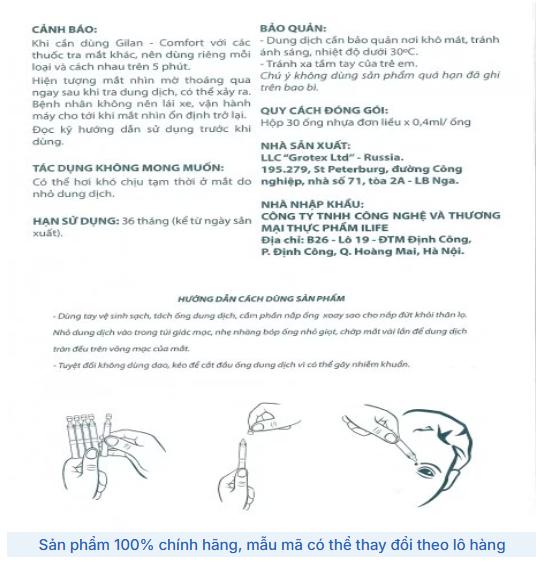 CẢNH BÁO:
Khi cần dùng Gilan - Comfort với các
thuốc tra mắt khác, nên dùng riêng mỗi
loại và cách nhau trên 5 phút.
Hiện tượng mắt nhìn mờ thoáng qua
ngay sau khi tra dung dịch, có thể xảy ra.
Bệnh nhân không nên lái xe, vận hành
máy cho tới khi mắt nhìn ổn định trở lại.
Đọc kỹ hướng dẫn sử dụng trước khi
dùng.
TÁC DỤNG KHÔNG MONG MUỐN:
Có thể hơi khó chịu tạm thời ở mắt do
nhỏ dung dịch.
HẠN SỬ DỤNG: 36 tháng (kể từ ngày sản
xuất).
BẢO QUẢN:
- Dung dịch cần bảo quản nơi khô mát, tránh
ánh sáng, nhiệt độ dưới 30ºC.
- Tránh xa tầm tay của trẻ em.
Chú ý không dùng sản phẩm quá hạn đã ghi
trên bao bì.
QUY CÁCH ĐÓNG GÓI:
Hộp 30 ống nhựa đơn liều x 0,4ml/ ống
NHÀ SẢN XUẤT:
LLC "Grotex Ltd" - Russia.
195.279, St Peterburg, đường Công
nghiệp, nhà số 71, tòa 2A - LB Nga.
NHÀ NHẬP KHẨU:
CÔNG TY TNHH CÔNG NGHỆ VÀ THƯƠNG
MẠI THỰC PHẨM ILIFE
Địa chỉ: B26 - Lô 19 - ĐTM Định Công,
P. Định Công, Q. Hoàng Mai, Hà Nội.
HƯỚNG DẪN CÁCH DÙNG SẢN PHẨM
- Dùng tay vệ sinh sạch, tách ống dung dịch, cầm phần nắp ống xoay sao cho nắp đứt khỏi thân lọ.
Nhỏ dung dịch vào trong túi giác mạc, nhẹ nhàng bóp ống nhỏ giọt, chớp mắt vài lần để dung dịch
tràn đều trên võng mạc của mắt.
- Tuyệt đối không dùng dao, kéo để cắt đầu ống dung dịch vì có thể gây nhiễm khuẩn.
Sản phẩm 100% chính hãng, mẫu mã có thể thay đổi theo lô hàng